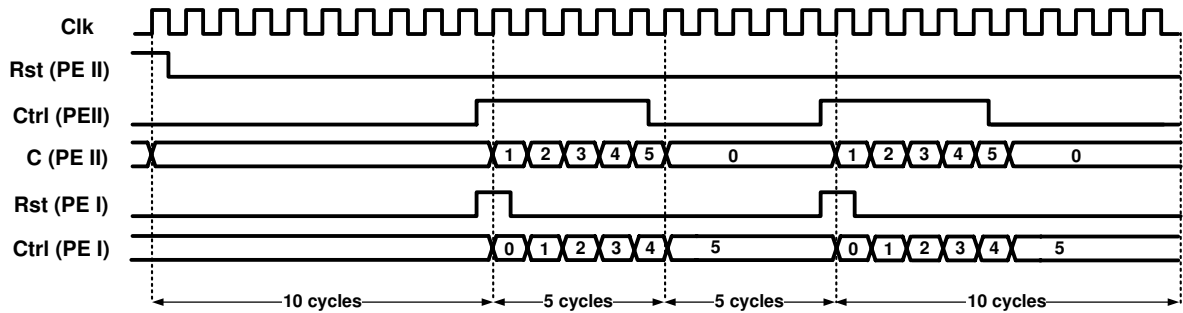 Clk
Rst (PE II)
Ctrl (PEII)
C (PE II) 1 2 3 4 5 0 1 2 3 4 5 0
Rst (PE I)
Ctrl (PE I) 0 1 2 3 4 5 0 1 2 3 4 5
10 cycles 5 cycles 5 cycles 10 cycles